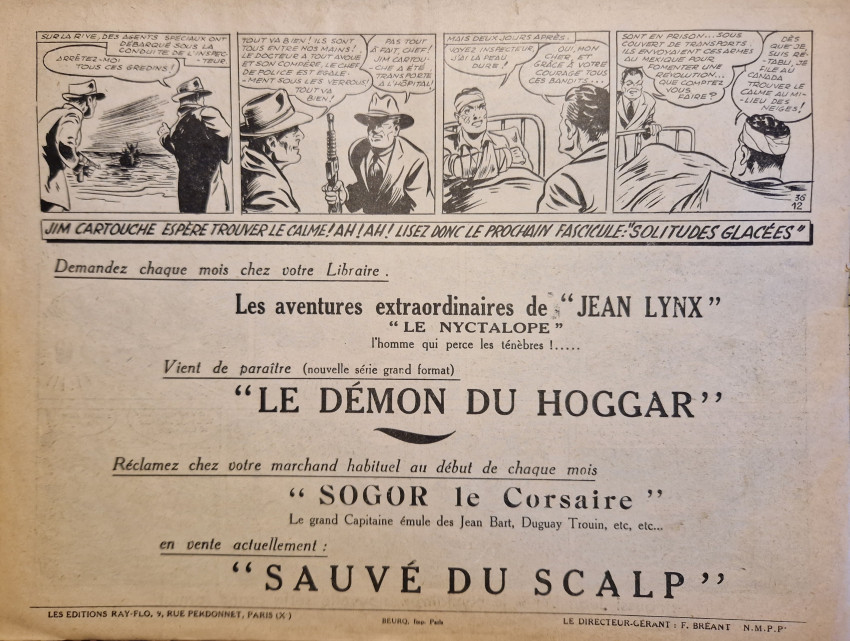 SUR LA RIVE, DES AGENTS SPÉCIAUX ONT
DÉBARQUÉ SOUS LA
CONDUITE DE L'INSPEC-
-TEUR.
ARRÊTEZ-MOI
TOUS CES GREDINS!
TOUT VA BIEN! ILS SONT
TOUS ENTRE NOS MAINS!
LE DOCTEUR A TOUT AVOUÉ
ET SON COMPÈRE, LE CHEF
DE POLICE EST ÉGALE-
-MENT SOUS LES VERROUS!
TOUT VA
BIEN!
PAS TOUT
À FAIT, CHEF!
JIM CARTOU-
CHE A ÉTÉ
TRANSPORTÉ
À L'HÔPITAL!
MAIS DEUX JOURS APRÈS.
VOYEZ INSPECTEUR,
J'AI LA PEAU
DURE!
OUI, MON
CHER, ET
GRÂCE À VOTRE
COURAGE TOUS
CES BANDITS...
SONT EN PRISON...SOUS
COUVERT DE TRANSPORTS
ILS ENVOYAIENT CES ARMES
AU MEXIQUE POUR
FOMENTER UNE
RÉVOLUTION...
QUE COMPTEZ
VOUS
FAIRE?
DÈS
QUE JE
SUIS RÉ-
TABLI, JE
FILE AU
CANADA
TROUVER LE
CALME AU MI-
-LIEU DES
NEIGES!
36
12
JIM CARTOUCHE ESPÈRE TROUVER LE CALME! AH! AH! LISEZ DONC LE PROCHAIN FASCICULE: "SOLITUDES GLACÉES"
Demandez chaque mois chez votre Libraire.
Les aventures extraordinaires de "JEAN LYNX"
"LE NYCTALOPE"
l'homme qui perce les ténèbres !.....
Vient de paraître (nouvelle série grand format)
"LE DÉMON DU HOGGAR"
Réclamez chez votre marchand habituel au début de chaque mois
"SOGOR le Corsaire"
Le grand Capitaine émule des Jean Bart, Duguay Trouin, etc, etc...
en vente actuellement :
"SAUVÉ DU SCALP"
LES EDITIONS RAY-FLO, 9, RUE PERDONNET, PARIS (X)
BEURQ, Imp. Paris
LE DIRECTEUR-GÉRANT : F. BRÉANT N.M.P.P